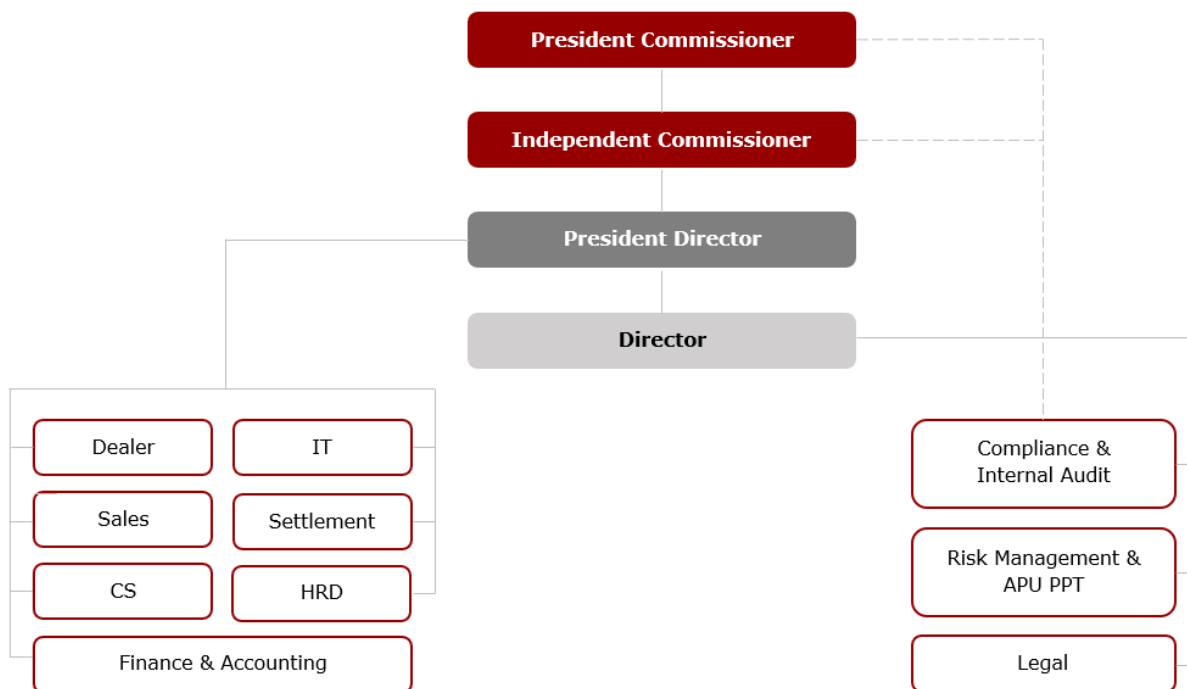 President Commissioner
Independent Commissioner
President Director
Director
Dealer
IT
Sales
Settlement
CS
HRD
Finance & Accounting
Compliance &
Internal Audit
Risk Management &
APU PPT
Legal